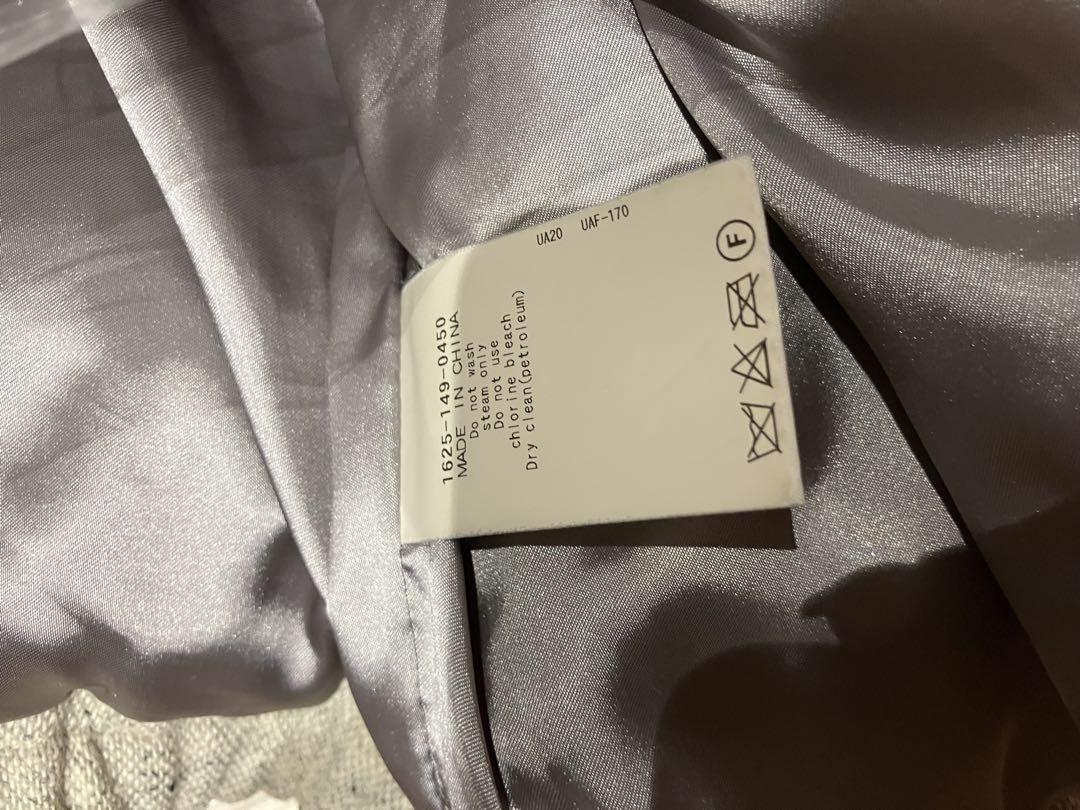 1625-149-0450
MADE IN CHINA
Do not wash
steam only
Do not use
chlorine bleach
Dry clean(petroleum)
UA20 UAF-170
F